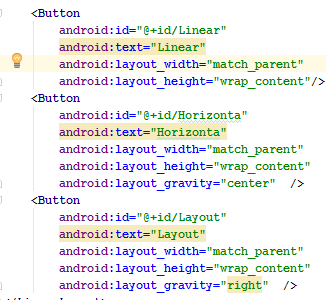 <Button
android:id="@+id/Linear"
android:text="Linear"
android:layout_width="match_parent"
android:layout_height="wrap_content"/>
<Button
android:id="@+id/Horizonta"
android:text="Horizonta"
android:layout_width="match_parent"
android:layout_height="wrap_content"
android:layout_gravity="center"  />
<Button
android:id="@+id/Layout"
android:text="Layout"
android:layout_width="match_parent"
android:layout_height="wrap_content"
android:layout_gravity="right"  />